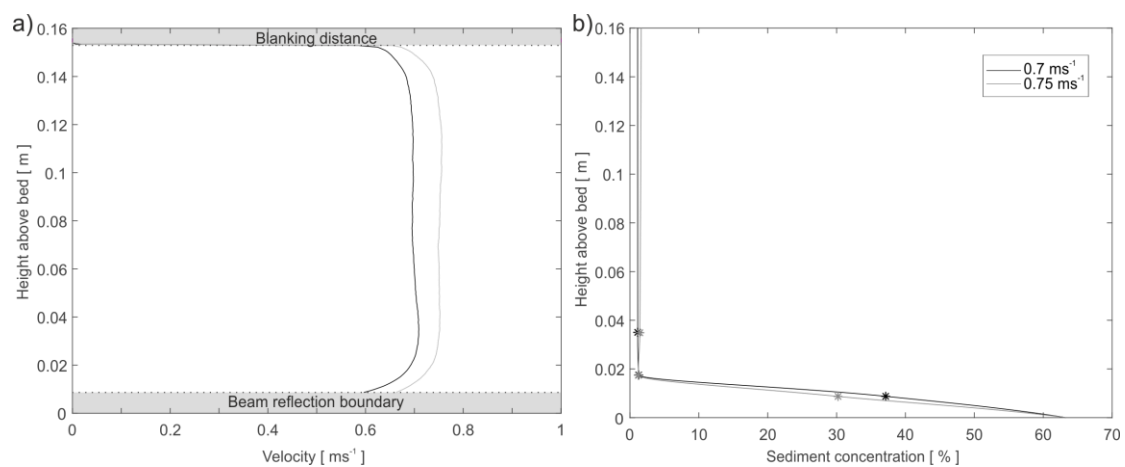 a)
Blanking distance
0.16
0.14
0.12
0.1
0.08
0.06
0.04
0.02
0
Height above bed [ m ]
Beam reflection boundary
0 0.2 0.4 0.6 0.8 1
Velocity [ ms⁻¹ ]
b)
0.16
0.14
0.12
0.1
0.08
0.06
0.04
0.02
0
Height above bed [ m ]
0.7 ms⁻¹
0.75 ms⁻¹
0 10 20 30 40 50 60 70
Sediment concentration [ % ]